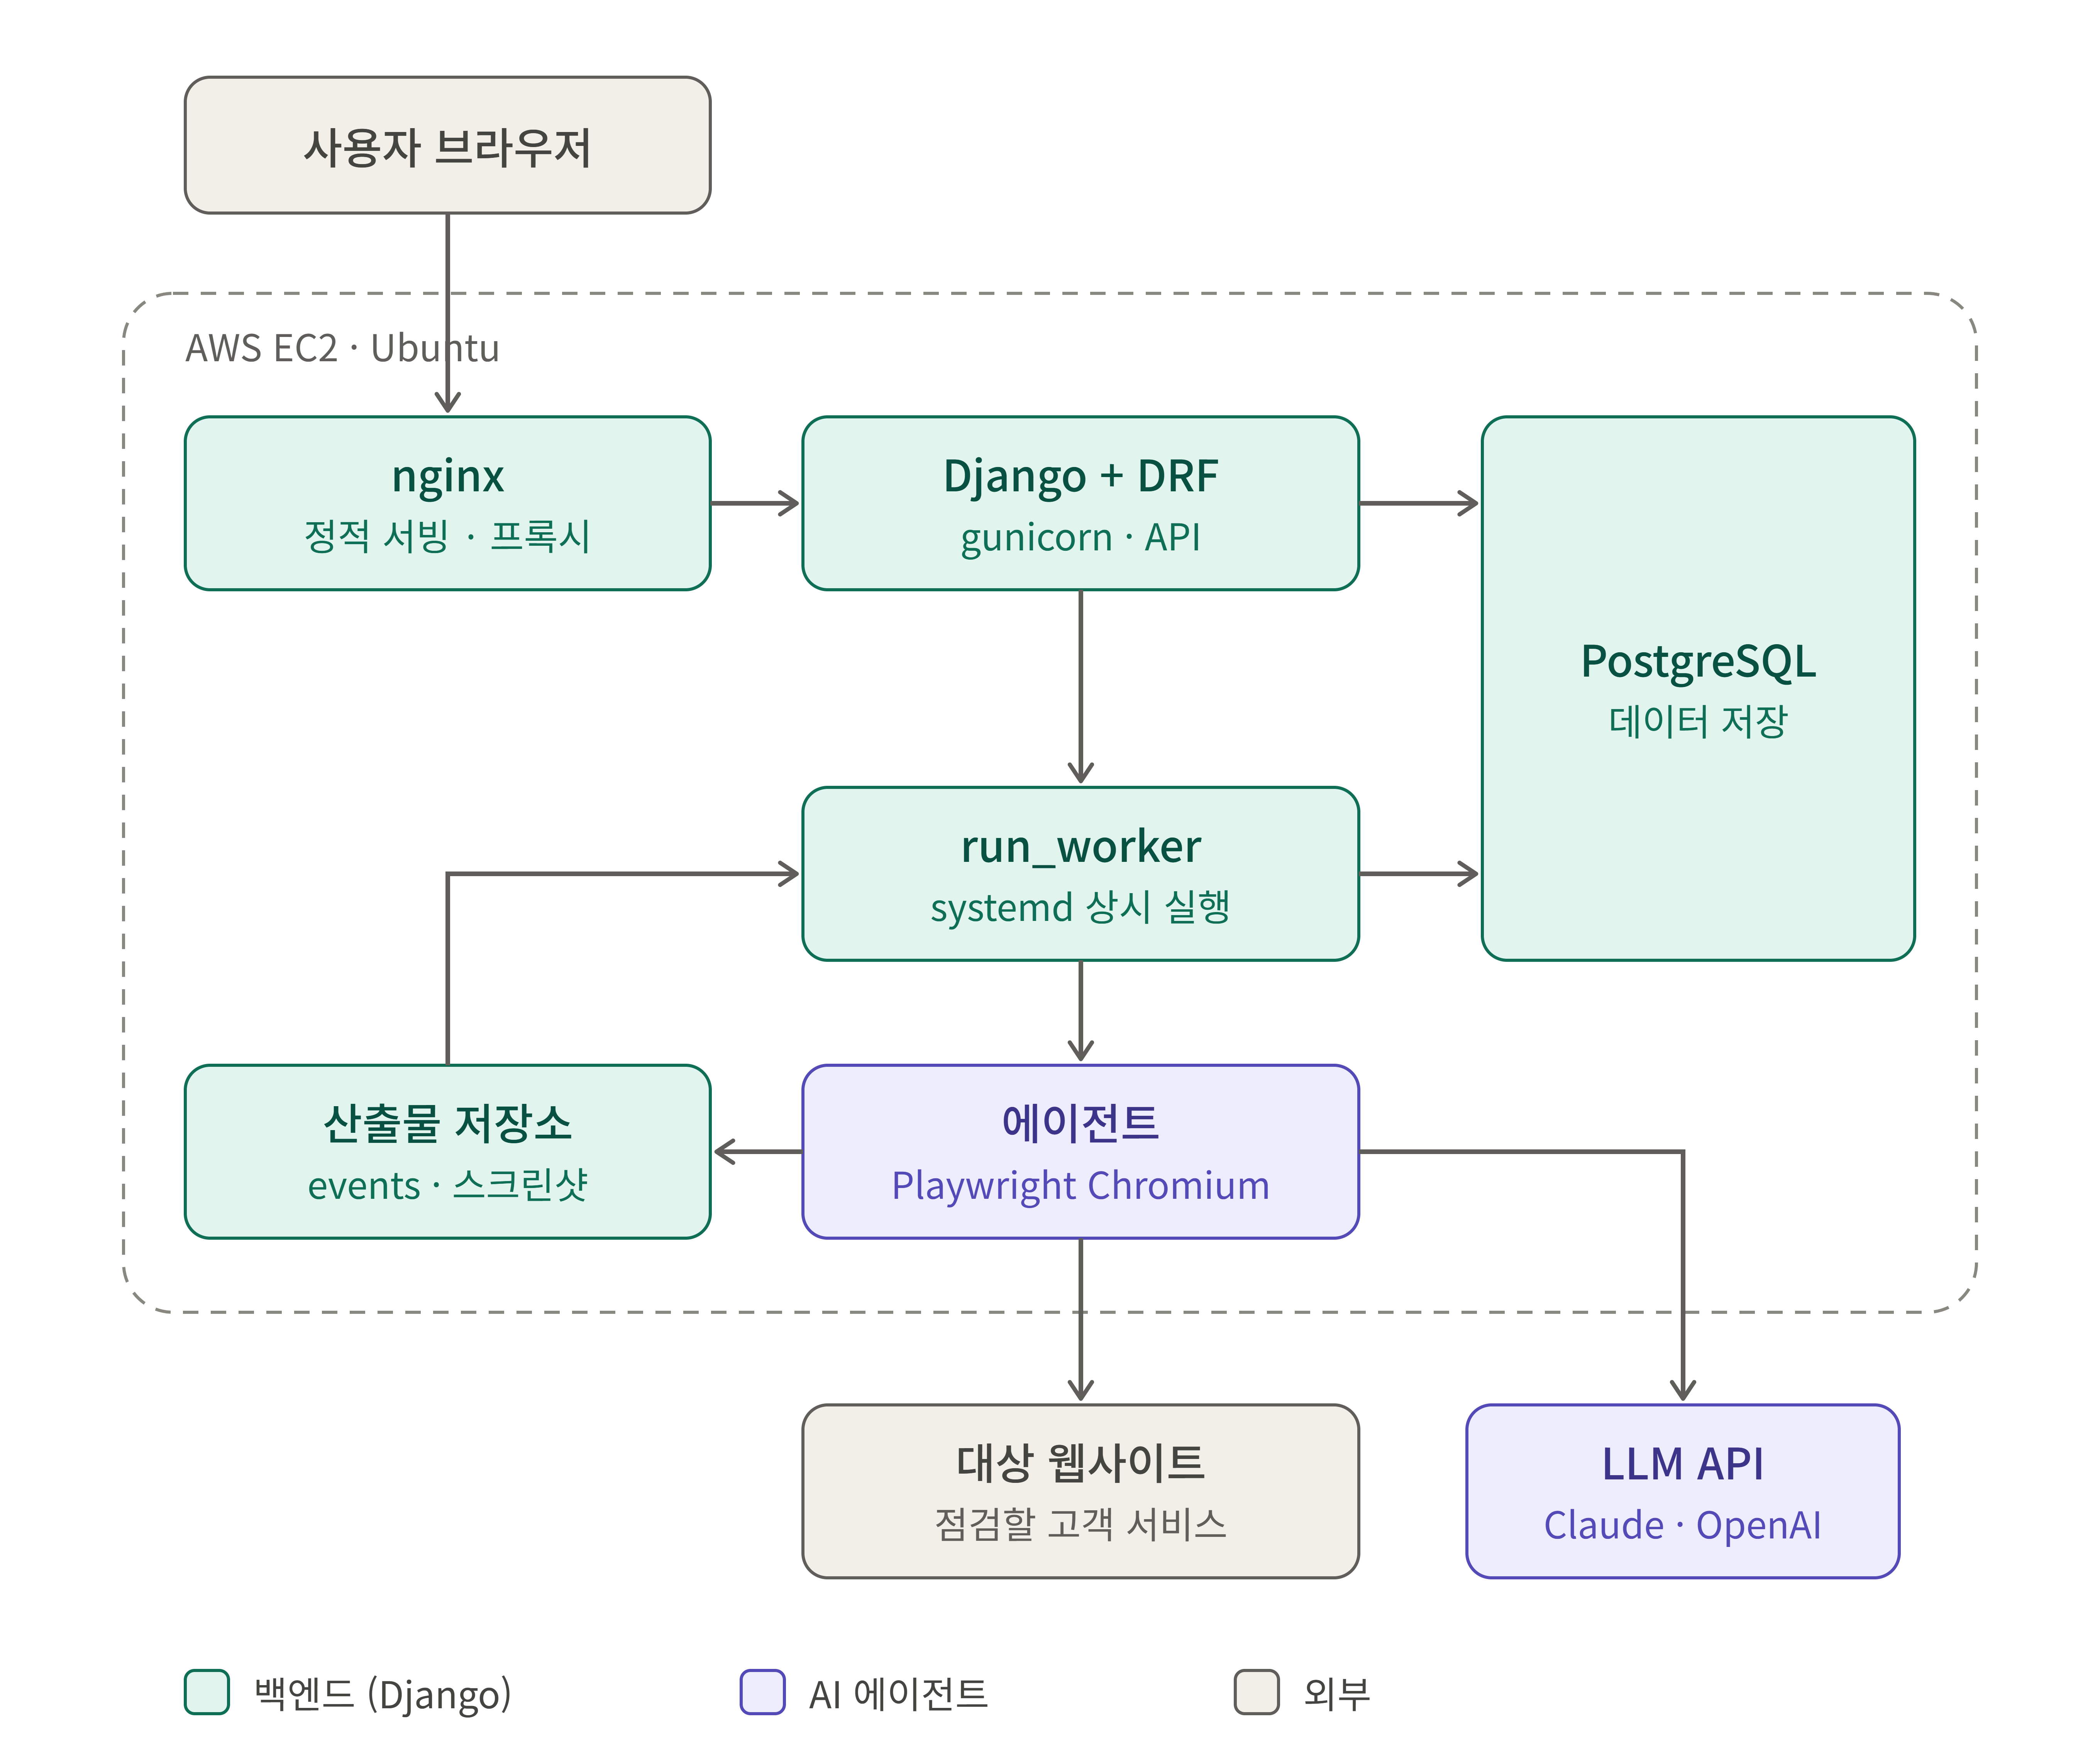 사용자 브라우저
AWS EC2 · Ubuntu
nginx
정적 서빙 · 프록시
Django + DRF
gunicorn · API
PostgreSQL
데이터 저장
run_worker
systemd 상시 실행
산출물 저장소
events · 스크린샷
에이전트
Playwright Chromium
대상 웹사이트
점검할 고객 서비스
LLM API
Claude · OpenAI
백엔드 (Django)
AI 에이전트
외부